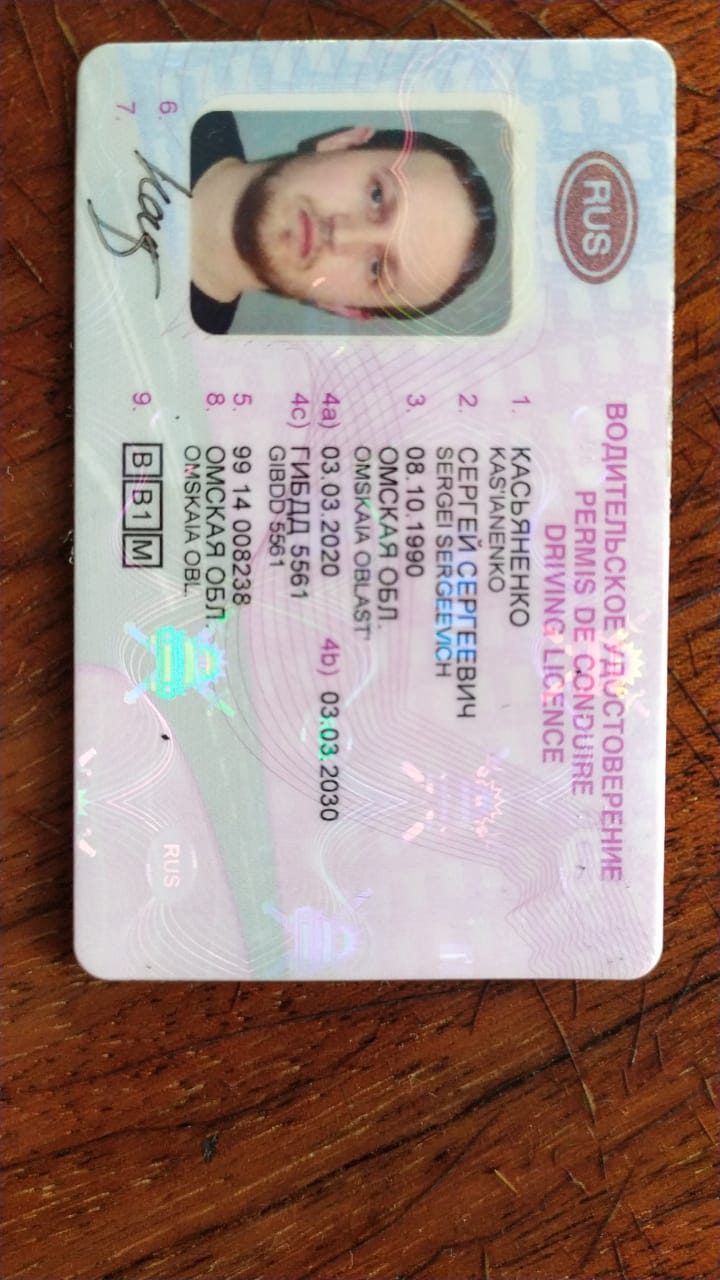 RUS
ВОДИТЕЛЬСКОЕ УДОСТОВЕРЕНИЕ
PERMIS DE CONDUIRE
DRIVING LICENCE
1. КАСЬЯНЕНКО
KAS'IANENKO
2. СЕРГЕЙ СЕРГЕЕВИЧ
SERGEI SERGEEVICH
3. 08.10.1990
ОМСКАЯ ОБЛ.
OMSKAIA OBLAST'
4a) 03.03.2020 4b) 03.03.2030
4c) ГИБДД 5561
GIBDD 5561
5. 99 14 008238
8. ОМСКАЯ ОБЛ.
OMSKAIA OBL.
9. B B1 M
6.
7.
RUS